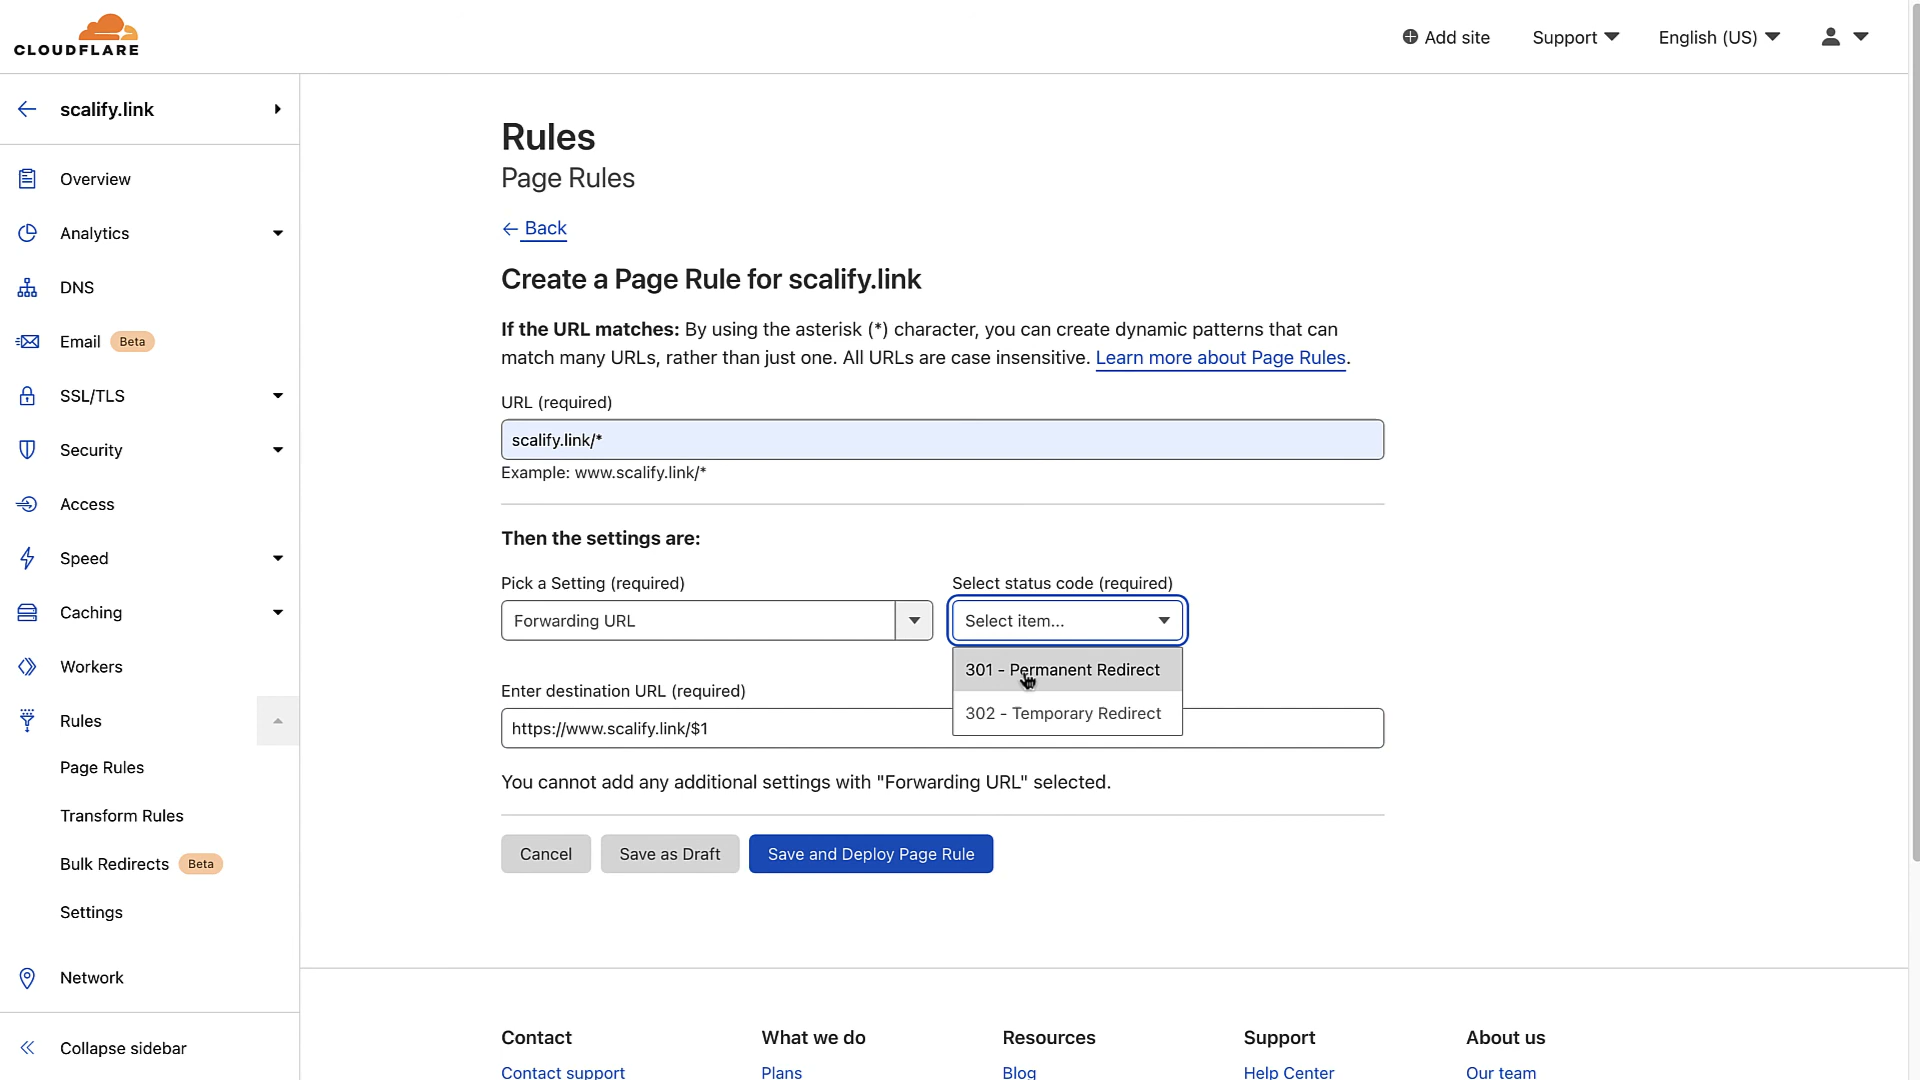 CLOUDFLARE
Add site
Support
English (US)
scalify.link
Overview
Analytics
DNS
Email Beta
SSL/TLS
Security
Access
Speed
Caching
Workers
Rules
Page Rules
Transform Rules
Bulk Redirects Beta
Settings
Network
Collapse sidebar
Rules
Page Rules
← Back
Create a Page Rule for scalify.link
If the URL matches: By using the asterisk (*) character, you can create dynamic patterns that can
match many URLs, rather than just one. All URLs are case insensitive. Learn more about Page Rules.
URL (required)
scalify.link/*
Example: www.scalify.link/*
Then the settings are:
Pick a Setting (required)
Forwarding URL
Select status code (required)
Select item...
301 - Permanent Redirect
302 - Temporary Redirect
Enter destination URL (required)
https://www.scalify.link/$1
You cannot add any additional settings with "Forwarding URL" selected.
Cancel
Save as Draft
Save and Deploy Page Rule
Contact
Contact support
What we do
Plans
Resources
Blog
Support
Help Center
About us
Our team